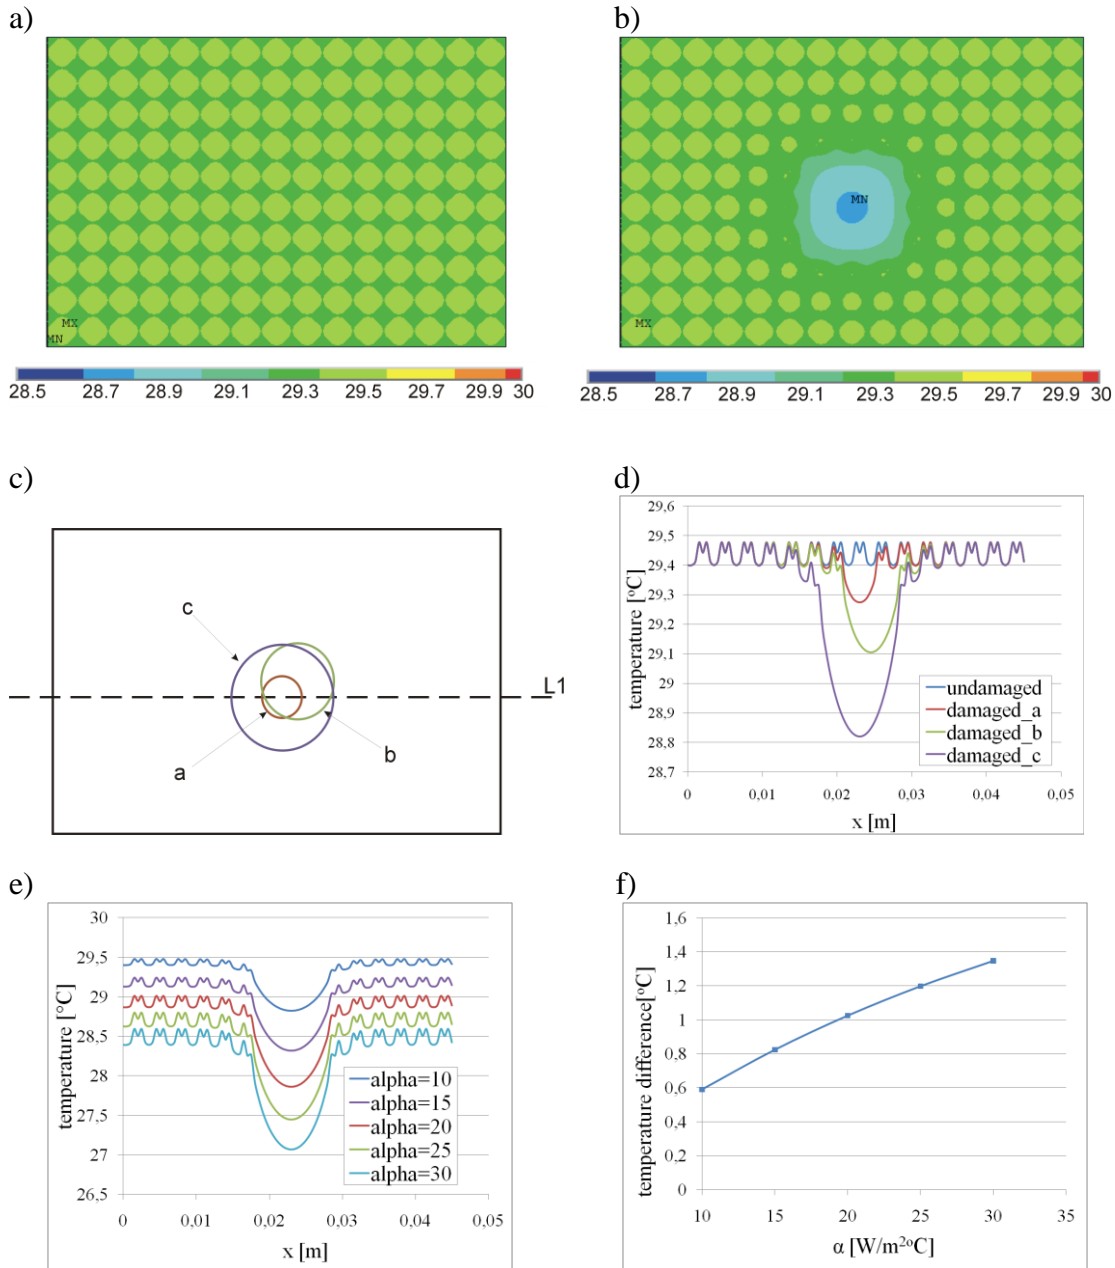 a)
MX
MN
28.5 28.7 28.9 29.1 29.3 29.5 29.7 29.9 30
b)
MN
MX
28.5 28.7 28.9 29.1 29.3 29.5 29.7 29.9 30
c)
c
L1
a
b
d)
29,6
29,5
29,4
29,3
29,2
29,1
29
28,9
28,8
28,7
temperature [°C]
undamaged
damaged_a
damaged_b
damaged_c
0 0,01 0,02 0,03 0,04 0,05
x [m]
e)
30
29,5
29
28,5
28
27,5
27
26,5
temperature [°C]
alpha=10
alpha=15
alpha=20
alpha=25
alpha=30
0 0,01 0,02 0,03 0,04 0,05
x [m]
f)
1,6
1,4
1,2
1
0,8
0,6
0,4
0,2
0
temperature difference[°C]
10 15 20 25 30 35
α [W/m²°C]